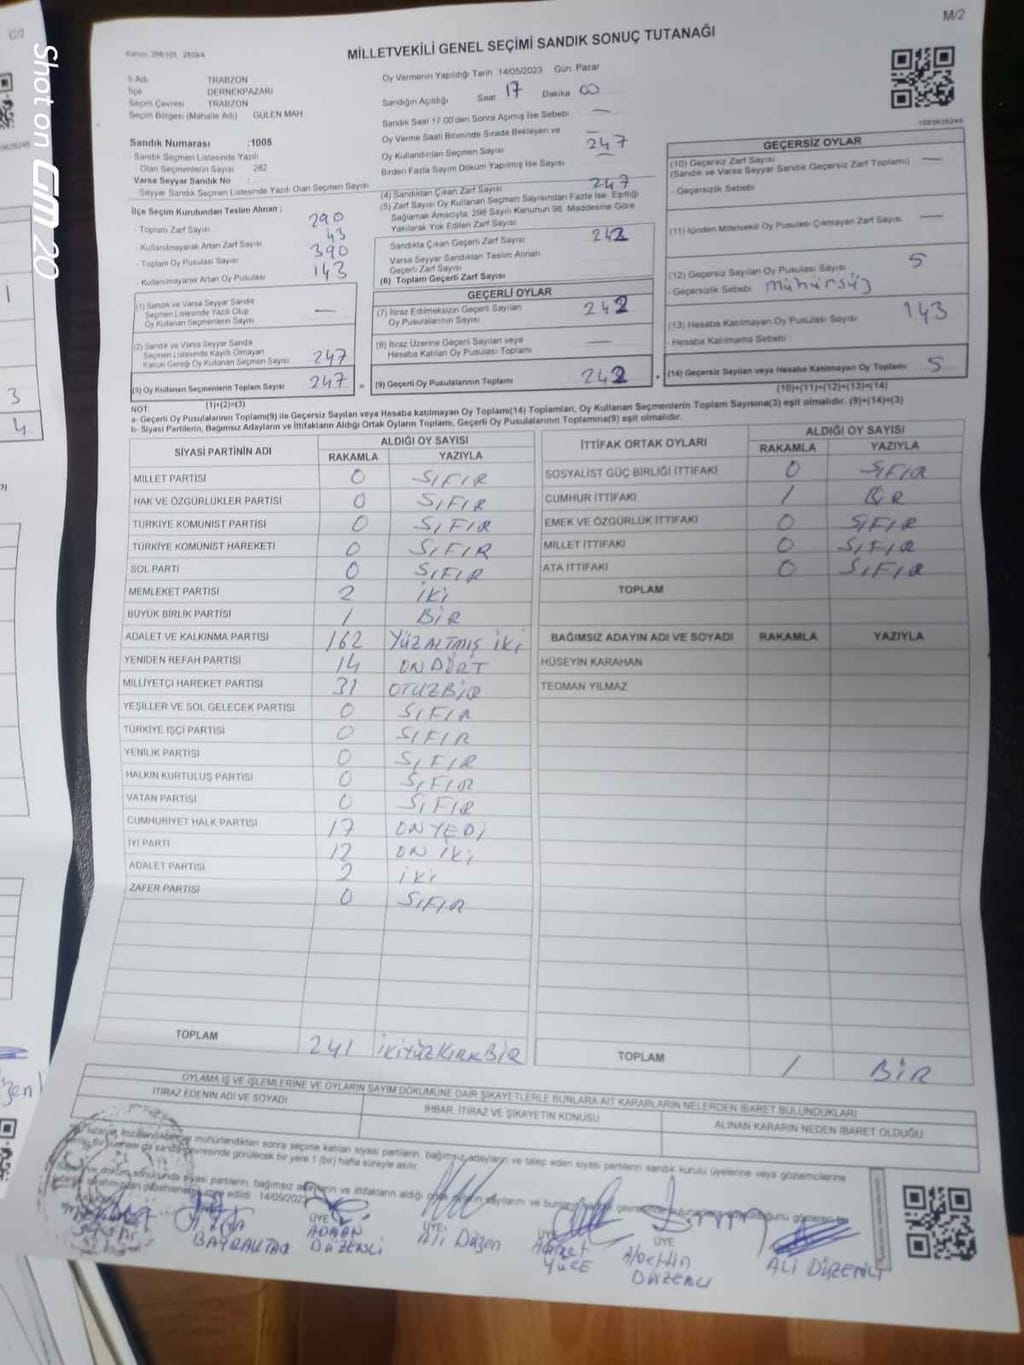 M/2
Shot on GM 20
MİLLETVEKİLİ GENEL SEÇİMİ SANDIK SONUÇ TUTANAĞI
İl Adı TRABZON
İlçe DERNEKPAZARI
Seçim Çevresi TRABZON
Seçim Bölgesi (Mahalle Adı) GÜLEN MAH
Sandık Numarası :1005
Sandık Seçmen Listesinde Yazılı
Olan Seçmenlerin Sayısı 282
Varsa Seyyar Sandık No
Seyyar Sandık Seçmen Listesinde Yazılı Olan Seçmen Sayısı
İlçe Seçim Kurulundan Teslim Alınan ;
- Toplam Zarf Sayısı 290
- Kullanılmayarak Artan Zarf Sayısı 43
- Toplam Oy Pusulası Sayısı 390
- Kullanılmayarak Artan Oy Pusulası 143
(1) Sandık ve Varsa Seyyar Sandık
Seçmen Listesinde Yazılı Olup
Oy Kullanan Seçmenlerin Sayısı —
(2) Sandık ve Varsa Seyyar Sandık
Seçmen Listesinde Kayıtlı Olmayan
Kanun Gereği Oy Kullanan Seçmen Sayısı 247
(3) Oy Kullanan Seçmenlerin Toplam Sayısı 247
(1)+(2)=(3)
Oy Vermenin Yapıldığı Tarih 14/05/2023 Gün: Pazar
Sandığın Açıldığı Saat 17 Dakika 00
Sandık Saat 17.00'den Sonra Açılmış İse Sebebi —
Oy Verme Saati Bitiminde Sırada Bekleyen ve
Oy Kullandırılan Seçmen Sayısı 247
Birden Fazla Sayım Döküm Yapılmış İse Sayısı —
(4) Sandıktan Çıkan Zarf Sayısı 247
(5) Zarf Sayısı Oy Kullanan Seçmen Sayısından Fazla İse, Eşitliği
Sağlamak Amacıyla, 298 Sayılı Kanunun 98. Maddesine Göre
Yakılarak Yok Edilen Zarf Sayısı
Sandıkta Çıkan Geçerli Zarf Sayısı 242
Varsa Seyyar Sandıktan Teslim Alınan
Geçerli Zarf Sayısı
(6) Toplam Geçerli Zarf Sayısı
GEÇERLİ OYLAR
(7) İtiraz Edilmeksizin Geçerli Sayılan
Oy Pusulalarının Sayısı 242
(8) İtiraz Üzerine Geçerli Sayılan veya
Hesaba Katılan Oy Pusulası Toplamı —
= (9) Geçerli Oy Pusulalarının Toplamı 242
GEÇERSİZ OYLAR
(10) Geçersiz Zarf Sayısı
(Sandık ve Varsa Seyyar Sandık Geçersiz Zarf Toplamı) —
- Geçersizlik Sebebi
(11) İçinden Milletvekili Oy Pusulası Çıkmayan Zarf Sayısı —
(12) Geçersiz Sayılan Oy Pusulası Sayısı 5
- Geçersizlik Sebebi mühürsüz
(13) Hesaba Katılmayan Oy Pusulası Sayısı 143
- Hesaba Katılmama Sebebi
+ (14) Geçersiz Sayılan veya Hesaba Katılmayan Oy Toplamı 5
(10)+(11)+(12)+(13)=(14)
NOT:
a- Geçerli Oy Pusulalarının Toplamı(9) ile Geçersiz Sayılan veya Hesaba katılmayan Oy Toplamı(14) Toplamları, Oy Kullanan Seçmenlerin Toplam Sayısına(3) eşit olmalıdır. (9)+(14)=(3)
b- Siyasi Partilerin, Bağımsız Adayların ve İttifakların Aldığı Ortak Oyların Toplamı, Geçerli Oy Pusulalarının Toplamına(9) eşit olmalıdır.
SİYASİ PARTİNİN ADI ALDIĞI OY SAYISI
RAKAMLA YAZIYLA
MİLLET PARTİSİ 0 SIFIR
HAK VE ÖZGÜRLÜKLER PARTİSİ 0 SIFIR
TÜRKİYE KOMÜNİST PARTİSİ 0 SIFIR
TÜRKİYE KOMÜNİST HAREKETİ 0 SIFIR
SOL PARTİ 0 SIFIR
MEMLEKET PARTİSİ 2 İKİ
BÜYÜK BİRLİK PARTİSİ 1 BİR
ADALET VE KALKINMA PARTİSİ 162 YÜZALTMIŞ İKİ
YENİDEN REFAH PARTİSİ 14 ONDÖRT
MİLLİYETÇİ HAREKET PARTİSİ 31 OTUZBİR
YEŞİLLER VE SOL GELECEK PARTİSİ 0 SIFIR
TÜRKİYE İŞÇİ PARTİSİ 0 SIFIR
YENİLİK PARTİSİ 0 SIFIR
HALKIN KURTULUŞ PARTİSİ 0 SIFIR
VATAN PARTİSİ 0 SIFIR
CUMHURİYET HALK PARTİSİ 17 ONYEDİ
İYİ PARTİ 12 ON İKİ
ADALET PARTİSİ 2 İKİ
ZAFER PARTİSİ 0 SIFIR
TOPLAM 241 İKİYÜZKIRKBİR
İTTİFAK ORTAK OYLARI ALDIĞI OY SAYISI
RAKAMLA YAZIYLA
SOSYALİST GÜÇ BİRLİĞİ İTTİFAKI 0 SIFIR
CUMHUR İTTİFAKI 1 BİR
EMEK VE ÖZGÜRLÜK İTTİFAKI 0 SIFIR
MİLLET İTTİFAKI 0 SIFIR
ATA İTTİFAKI 0 SIFIR
TOPLAM
BAĞIMSIZ ADAYIN ADI VE SOYADI RAKAMLA YAZIYLA
HÜSEYİN KARAHAN
TEOMAN YILMAZ
TOPLAM 1 BİR
OYLAMA İŞ VE İŞLEMLERİNE VE OYLARIN SAYIM DÖKÜMÜNE DAİR ŞİKAYETLERLE BUNLARA AİT KARARLARIN NELERDEN İBARET BULUNDUKLARI
İTİRAZ EDENİN ADI VE SOYADI İHBAR, İTİRAZ VE ŞİKAYETİN KONUSU ALINAN KARARIN NEDEN İBARET OLDUĞU
mühürlendikten sonra seçime katılan siyasi partilerin, bağımsız adayların ve talep eden siyasi partilerin sandık kurulu üyelerine veya gözlemcilerine
çevresinde görülecek bir yere 1 (bir) hafta süreyle asılır.
14/05/2023
BAYRAKTAR
ÜYE ADNAN DÜZENLİ
ÜYE Ali Düzen
Ahmet YÜCE
ÜYE DÜZENLİ
ALİ DÜZENLİ